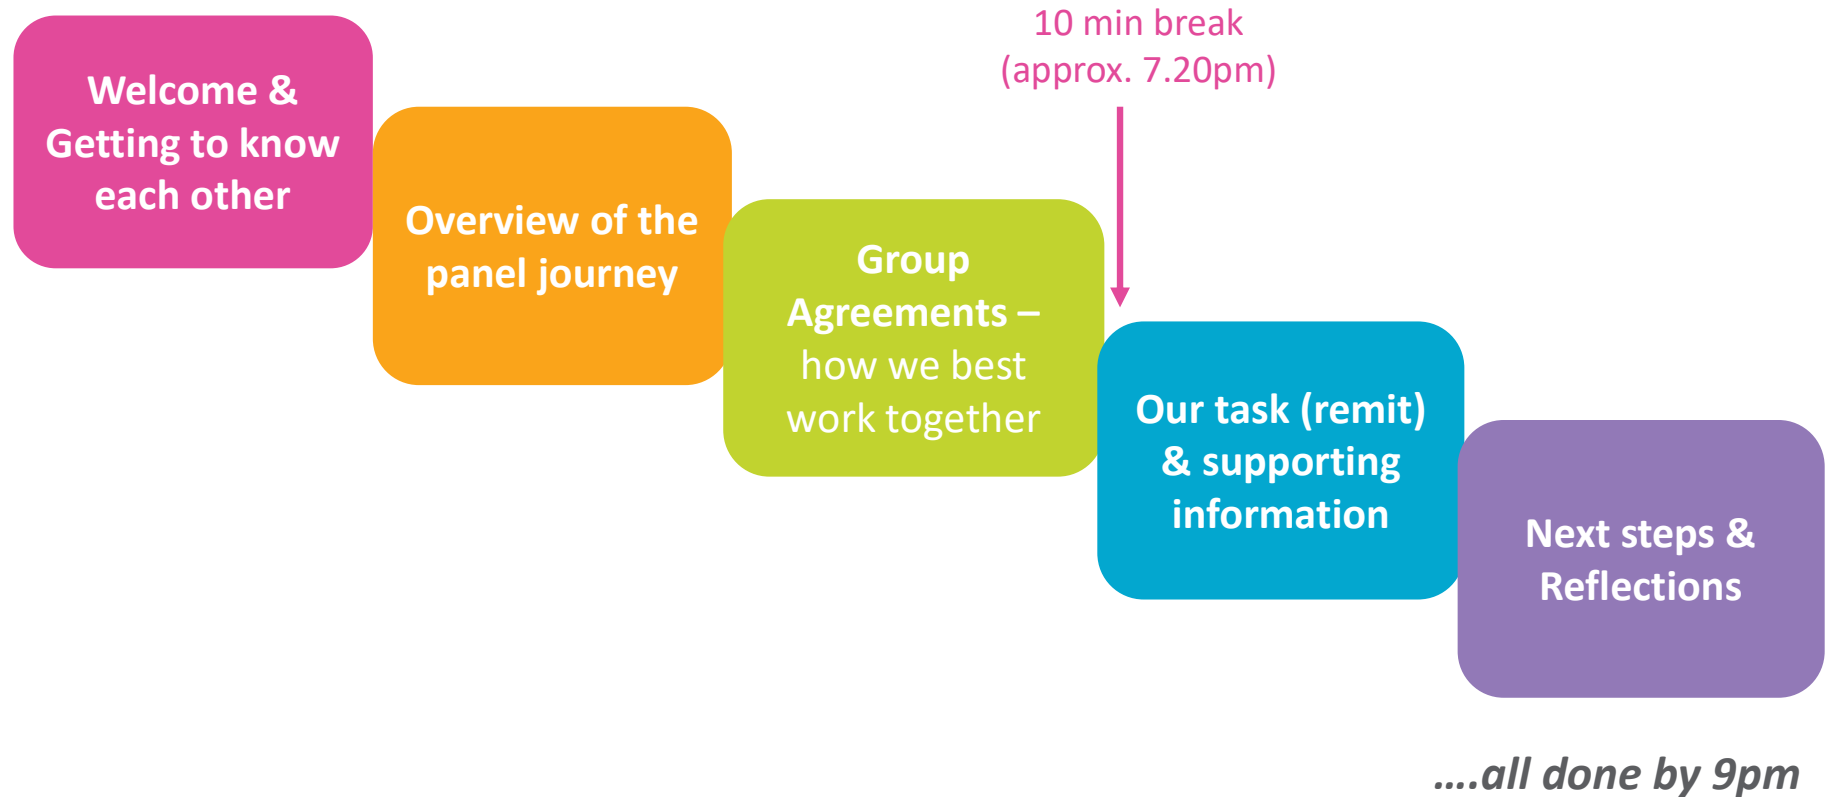 Welcome &
Getting to know
each other
Overview of the
panel journey
Group
Agreements –
how we best
work together
10 min break
(approx. 7.20pm)
Our task (remit)
& supporting
information
Next steps &
Reflections
....all done by 9pm